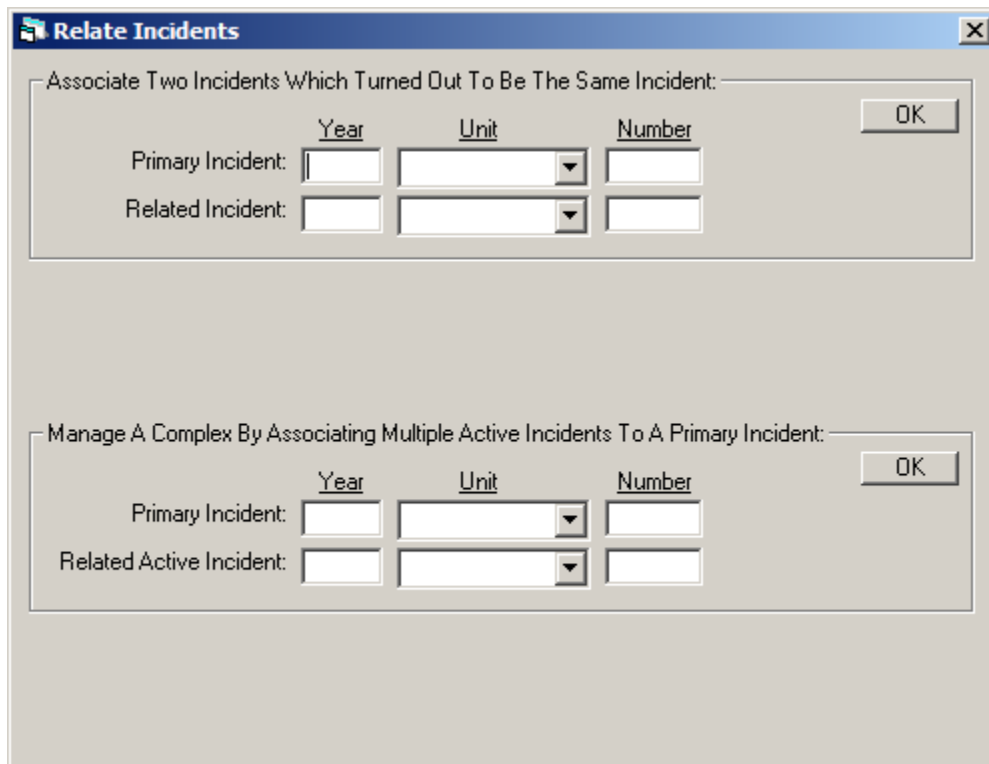 Relate Incidents
Associate Two Incidents Which Turned Out To Be The Same Incident:
OK
Year Unit Number
Primary Incident:
Related Incident:
Manage A Complex By Associating Multiple Active Incidents To A Primary Incident:
OK
Year Unit Number
Primary Incident:
Related Active Incident: